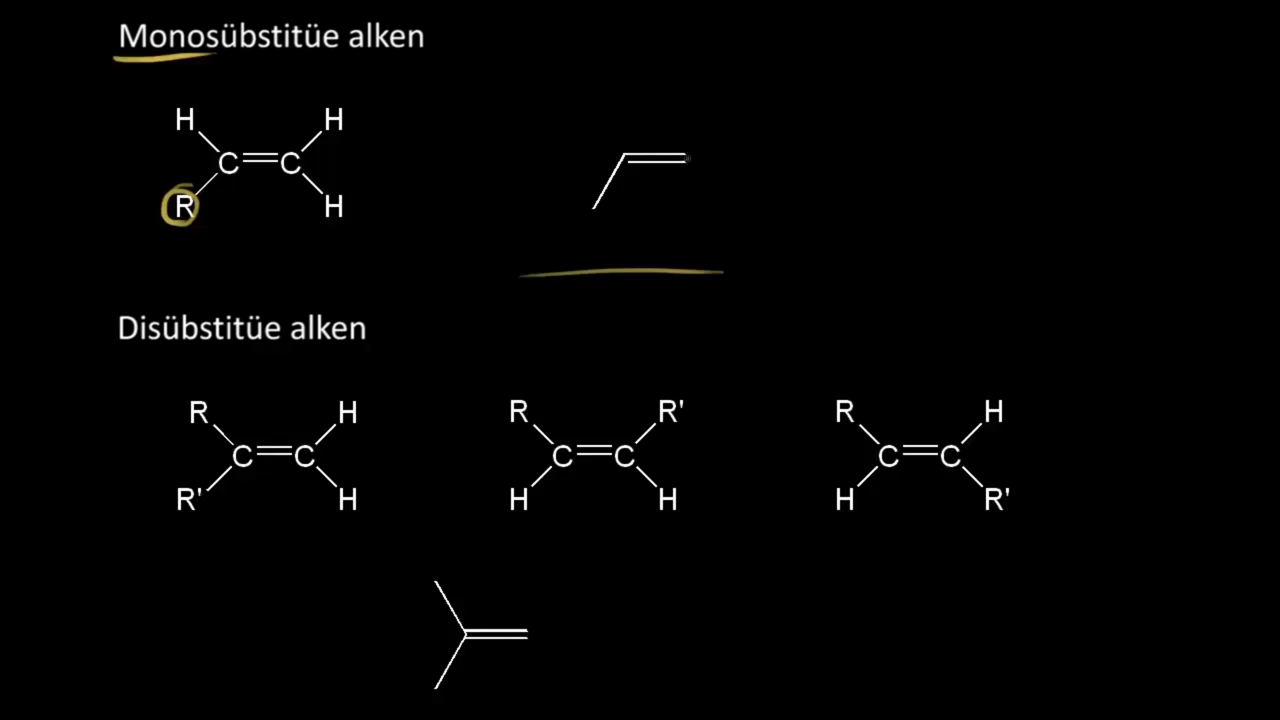 Monosübstitüe alken
H H
C C
R H
Disübstitüe alken
R H R R' R H
C C C C C C
R' H H H H R'